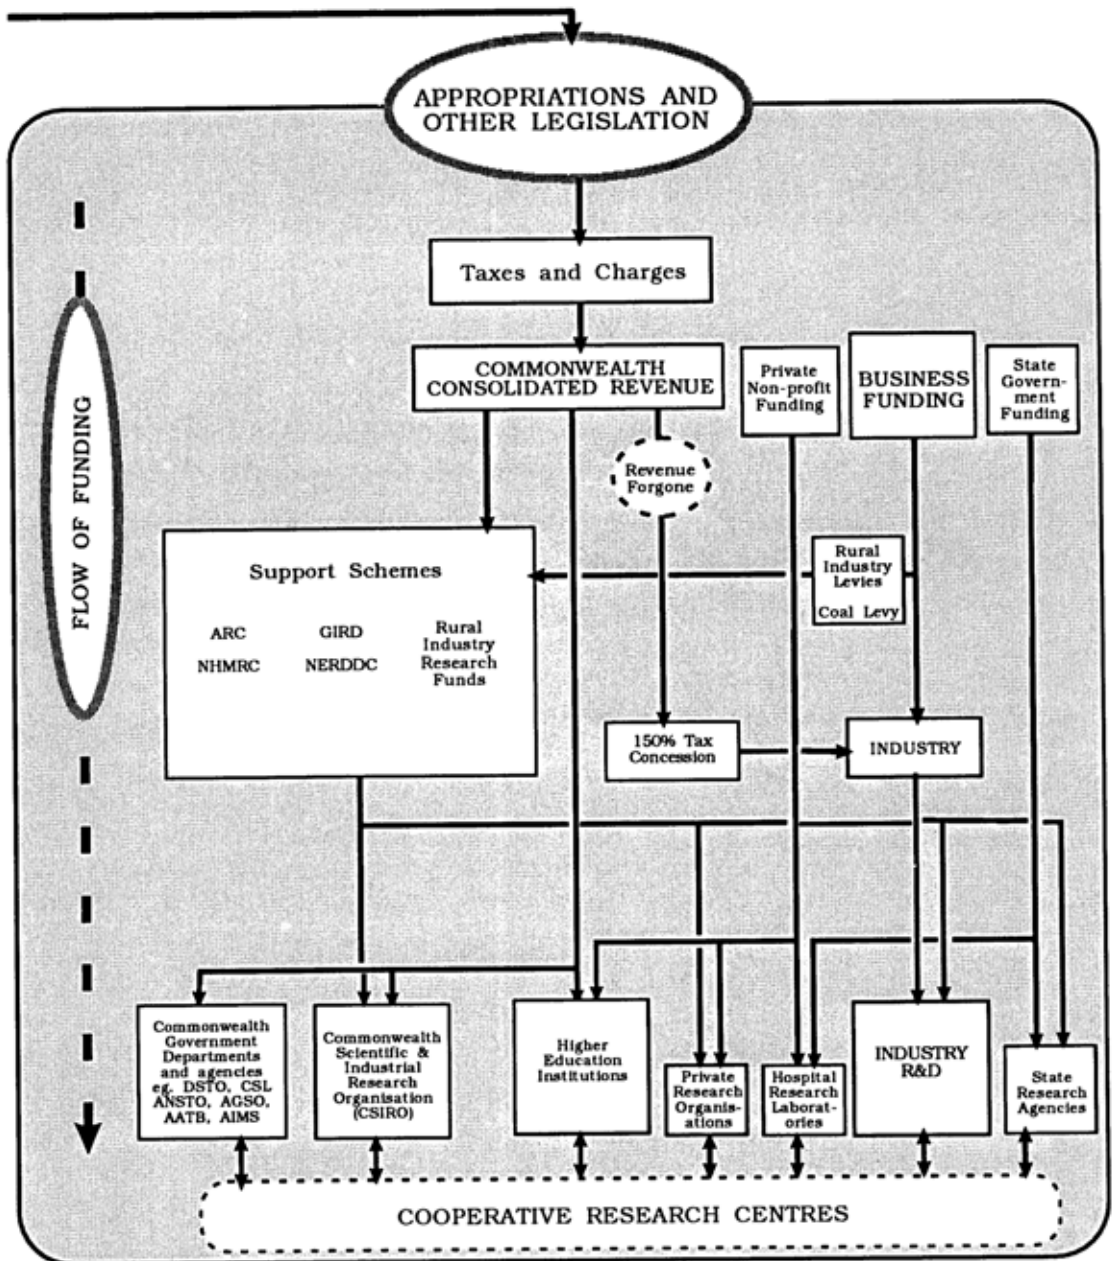 APPROPRIATIONS AND
OTHER LEGISLATION
Taxes and Charges
COMMONWEALTH
CONSOLIDATED REVENUE
Private
Non-profit
Funding
BUSINESS
FUNDING
State
Govern-
ment
Funding
FLOW OF FUNDING
Revenue
Forgone
Support Schemes
ARC
GIRD
Rural
Industry
Research
Funds
NHMRC
NERDDC
Rural
Industry
Levies
Coal Levy
150% Tax
Concession
INDUSTRY
Commonwealth
Government
Departments
and agencies
eg. DSTO, CSL
ANSTO, AGSO,
AATB, AIMS
Commonwealth
Scientific &
Industrial
Research
Organisation
(CSIRO)
Higher
Education
Institutions
Private
Research
Organis-
ations
Hospital
Research
Laborat-
ories
INDUSTRY
R&D
State
Research
Agencies
COOPERATIVE RESEARCH CENTRES